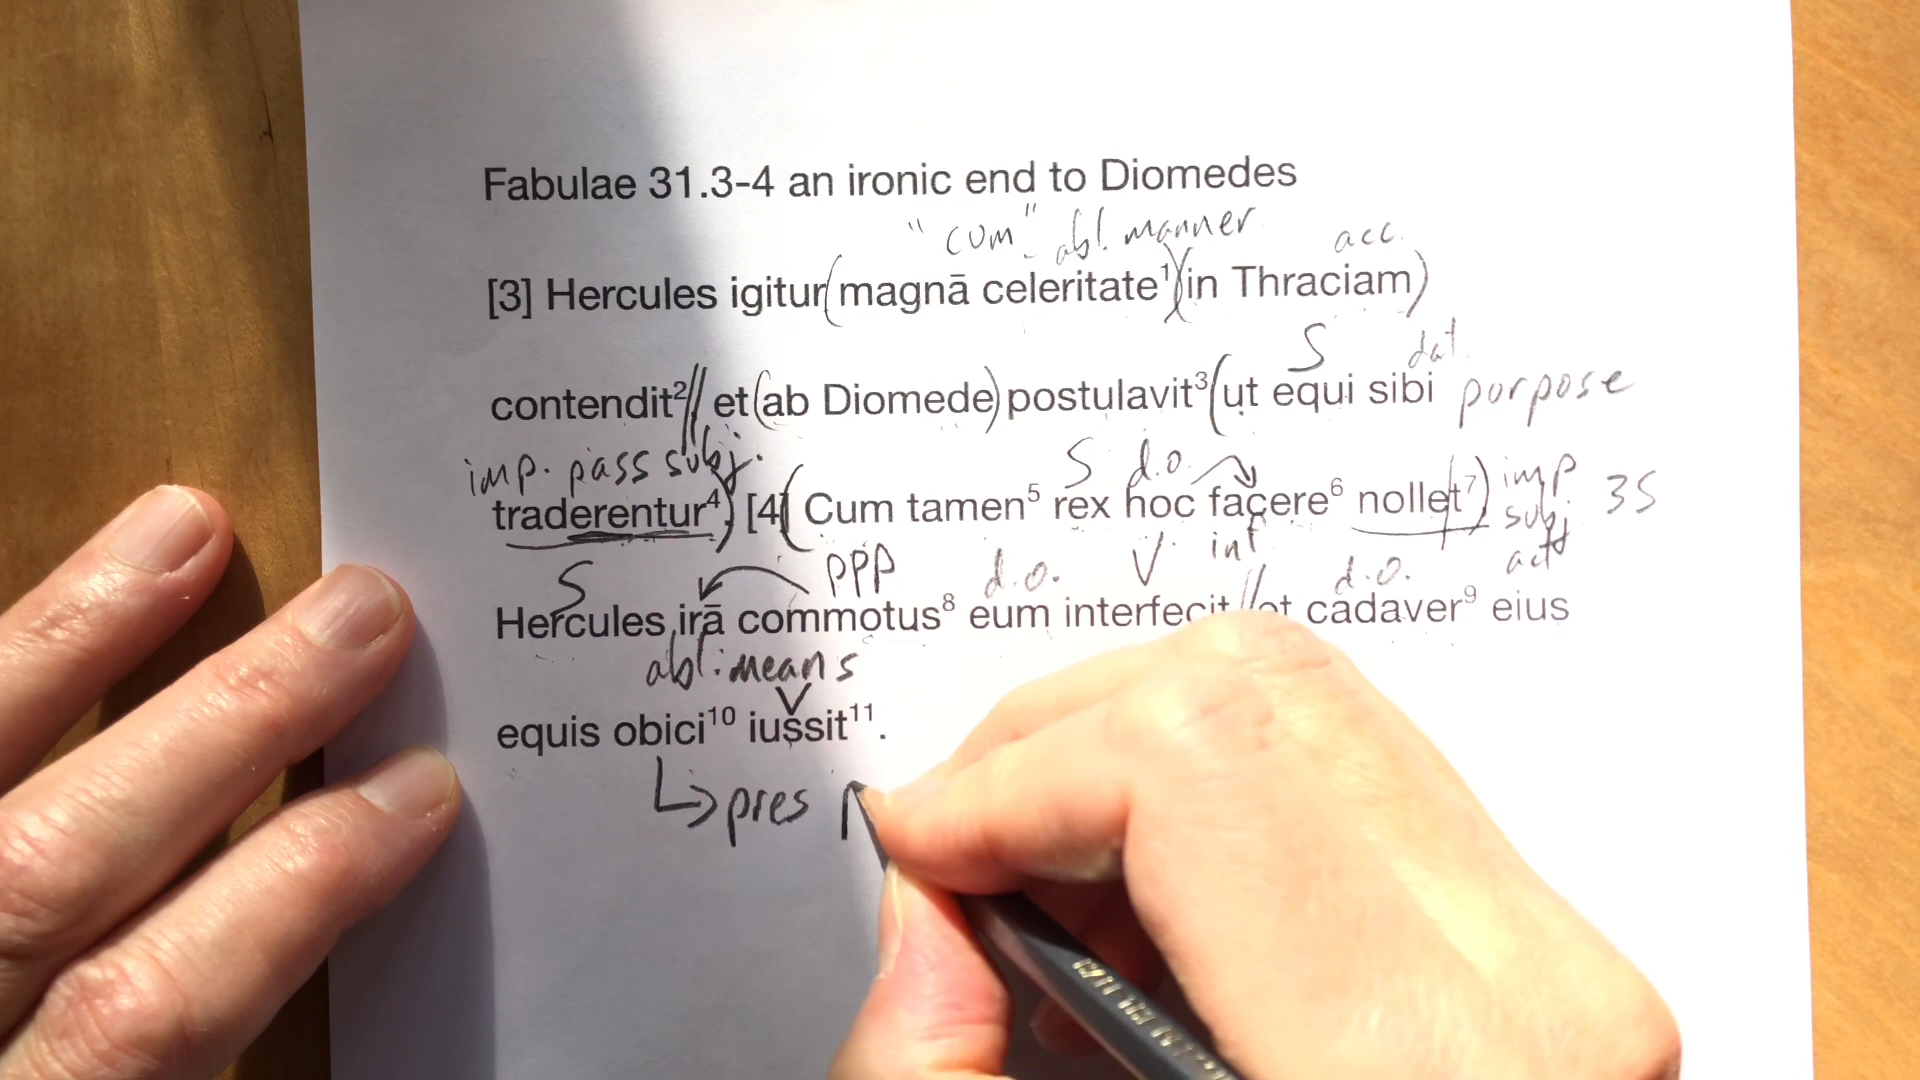 Fabulae 31.3-4 an ironic end to Diomedes
"cum" abl. manner acc.
[3] Hercules igitur (magnā celeritate¹) (in Thraciam)
S dat.
contendit² // et (ab Diomede) postulavit³ (ut equi sibi purpose
imp. pass subj. S d.o.
traderentur⁴). [4] (Cum tamen⁵ rex hoc facere⁶ nollet⁷) imp subj act 3S
S PPP d.o. V inf d.o.
Hercules irā commotus⁸ eum interfecit // et cadaver⁹ eius
abl. means
V
equis obici¹⁰ iussit¹¹.
pres